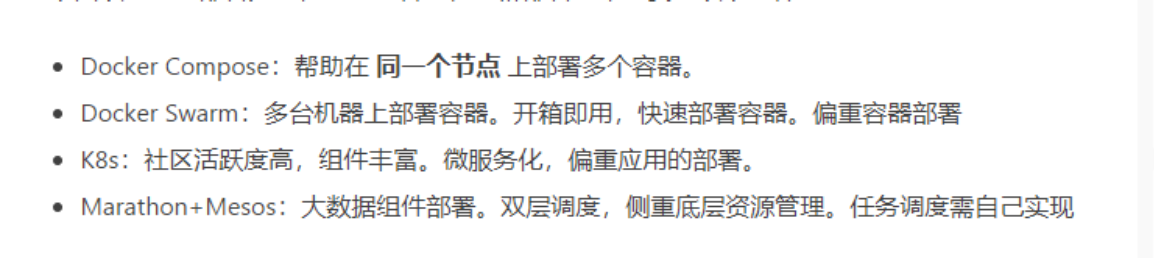 Docker Compose：帮助在 同一个节点 上部署多个容器。
Docker Swarm：多台机器上部署容器。开箱即用，快速部署容器。偏重容器部署
K8s：社区活跃度高，组件丰富。微服务化，偏重应用的部署。
Marathon+Mesos：大数据组件部署。双层调度，侧重底层资源管理。任务调度需自己实现